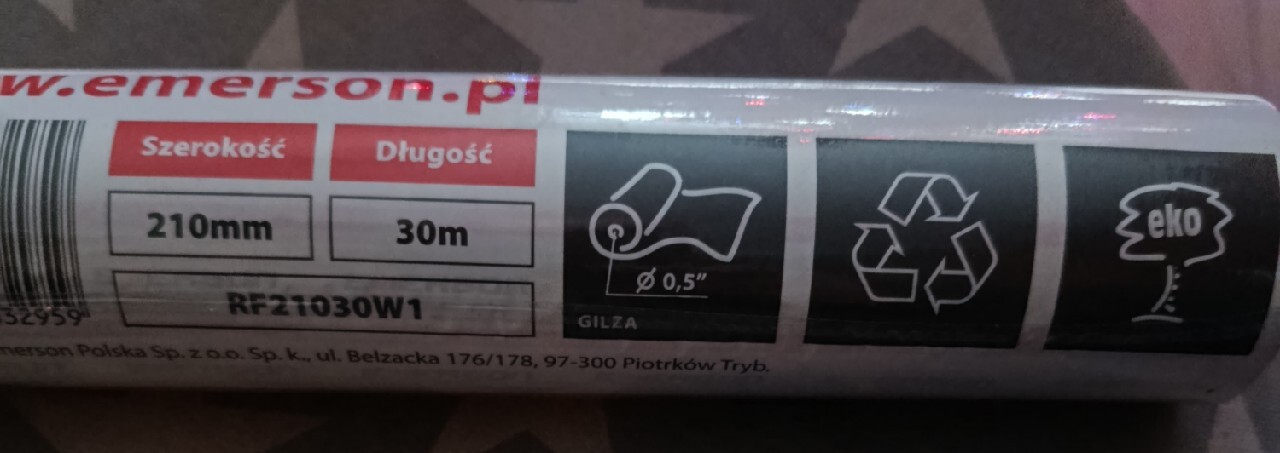 w.emerson.pl
Szerokość Długość
210mm 30m
RF21030W1
32959
Ø 0,5”
GILZA
eko
merson Polska Sp. z o.o. Sp. k., ul. Belzacka 176/178, 97-300 Piotrków Tryb.